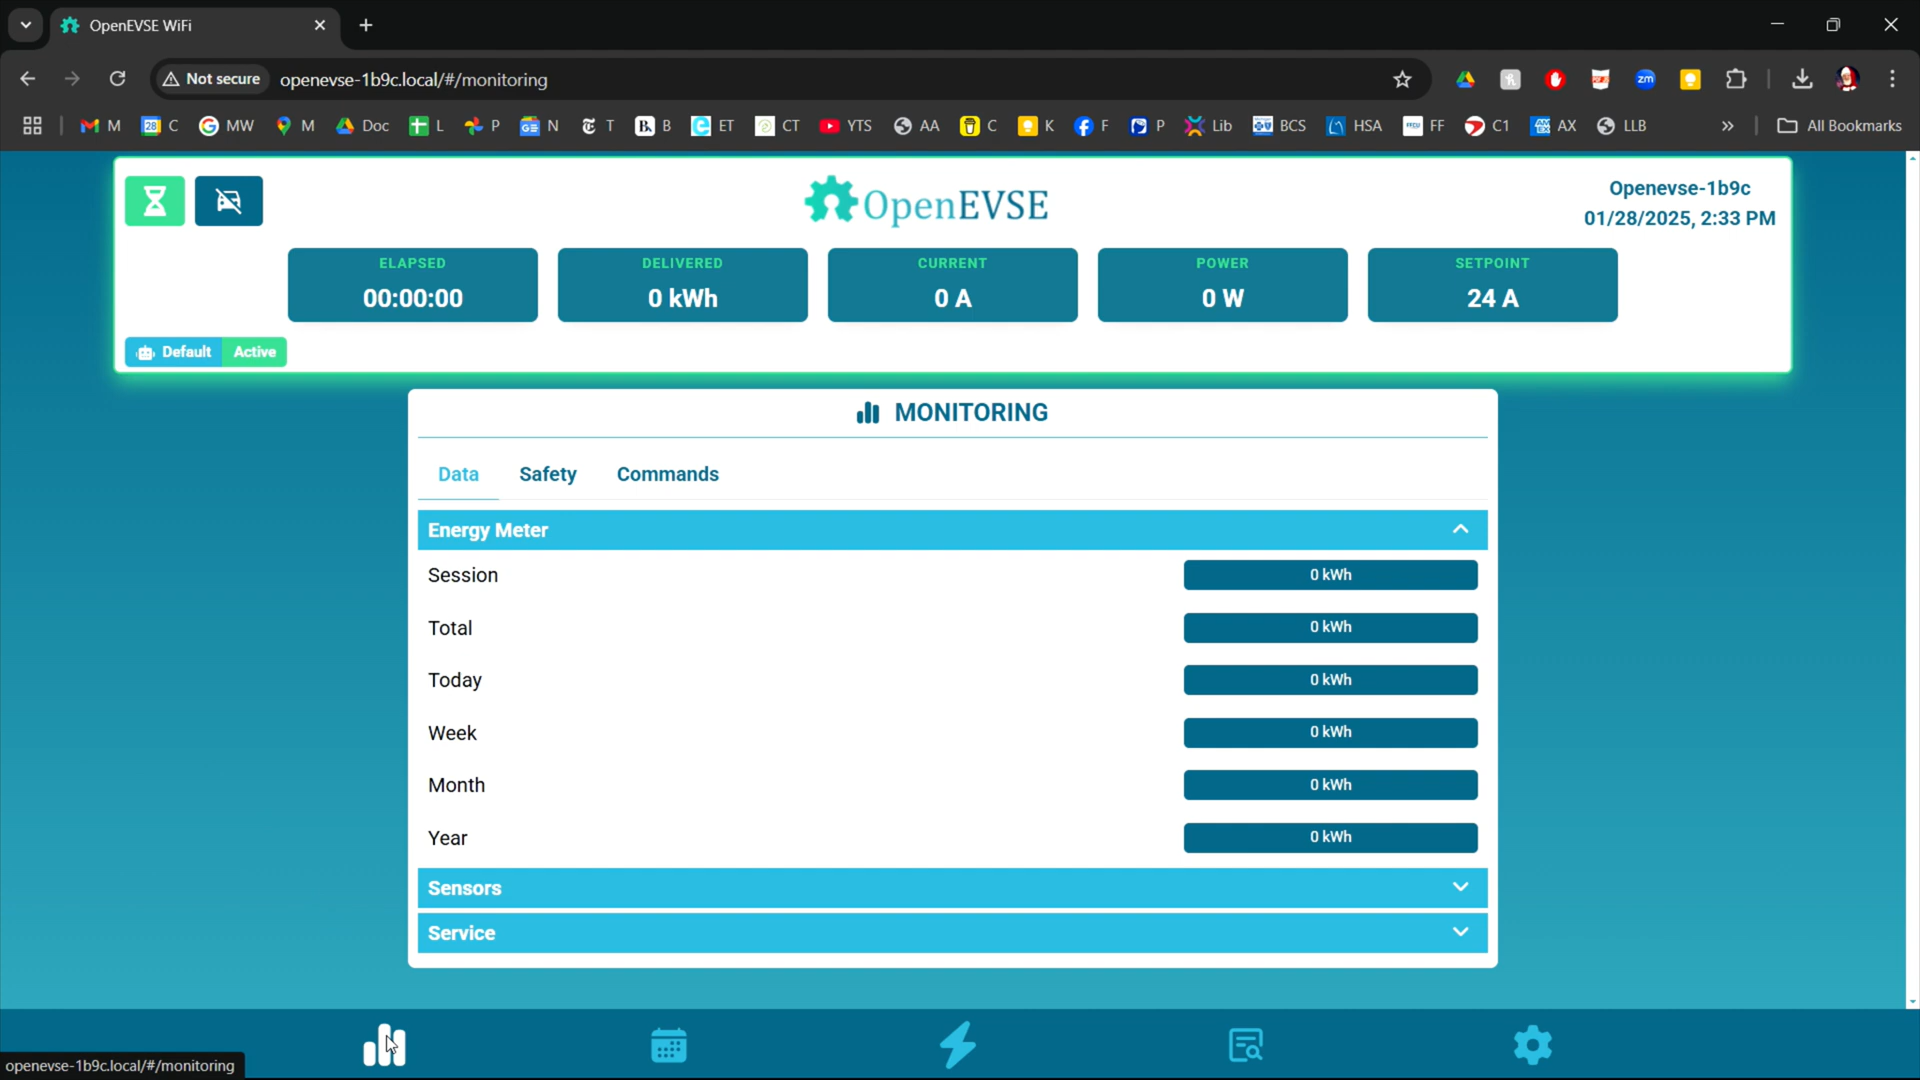 OpenEVSE WiFi
Not secure openevse-1b9c.local/#/monitoring
M 28 C MW M Doc L P N T B ET CT YTS AA C K F P Lib BCS HSA FF C1 AX LLB All Bookmarks
OpenEVSE
Openevse-1b9c
01/28/2025, 2:33 PM
ELAPSED
00:00:00
DELIVERED
0 kWh
CURRENT
0 A
POWER
0 W
SETPOINT
24 A
Default Active
MONITORING
Data Safety Commands
Energy Meter
Session 0 kWh
Total 0 kWh
Today 0 kWh
Week 0 kWh
Month 0 kWh
Year 0 kWh
Sensors
Service
openevse-1b9c.local/#/monitoring